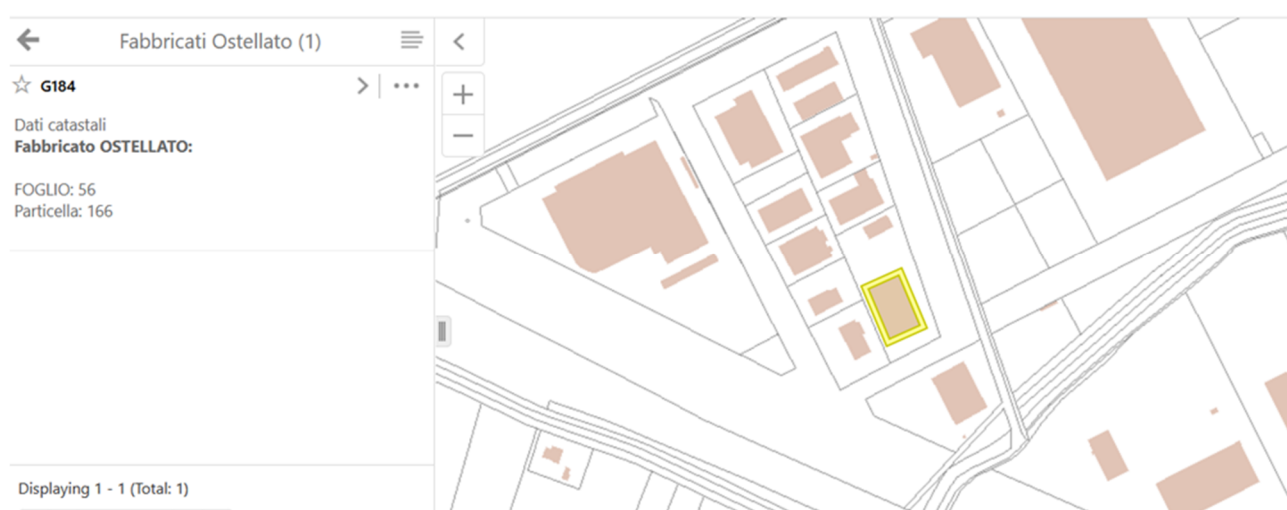 Fabbricati Ostellato (1)
G184
Dati catastali
Fabbricato OSTELLATO:
FOGLIO: 56
Particella: 166
Displaying 1 - 1 (Total: 1)